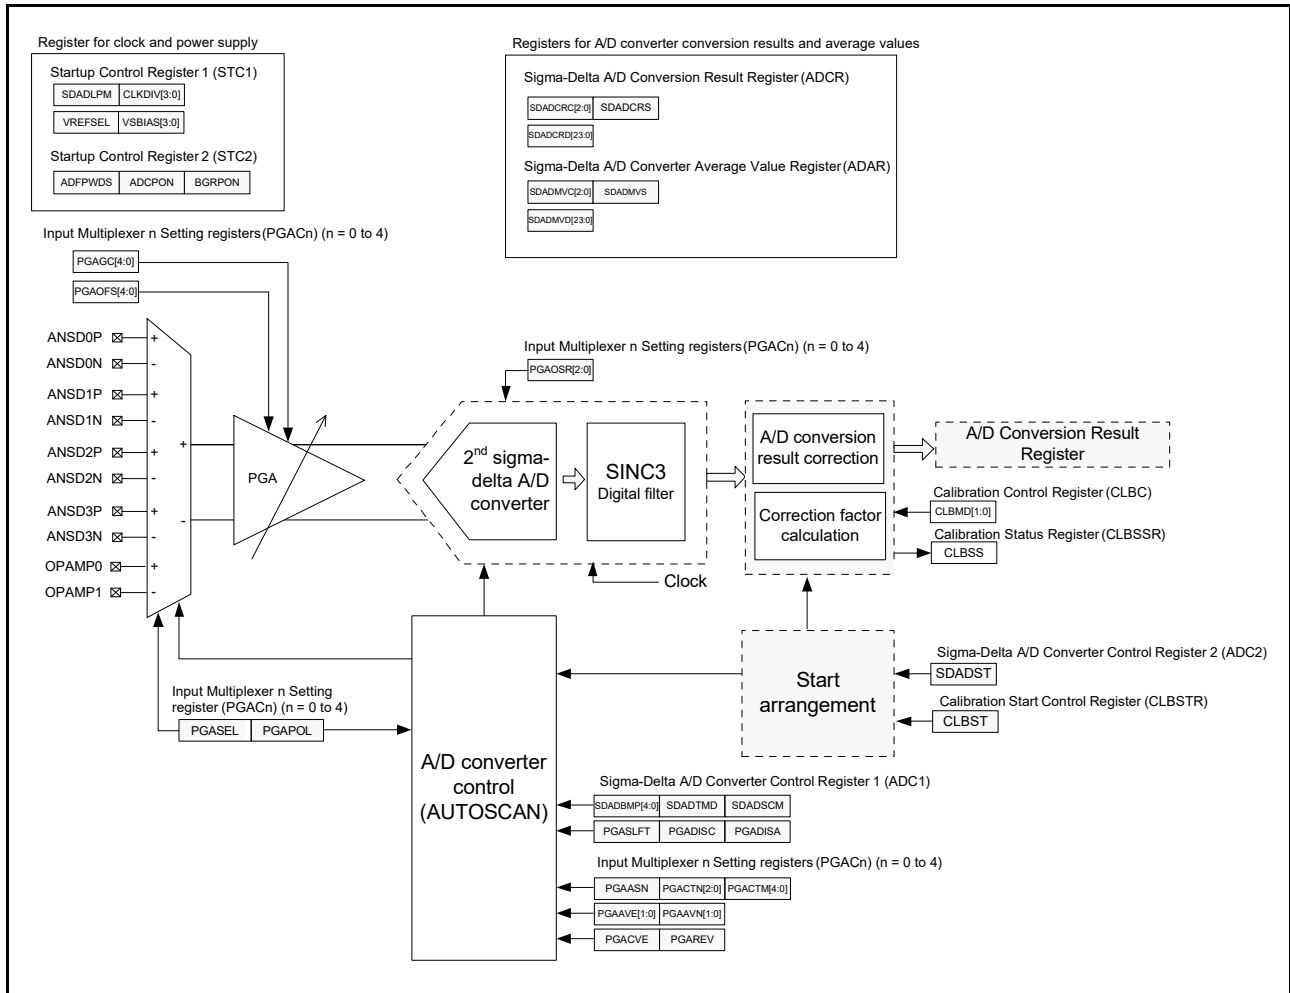 Register for clock and power supply
Startup Control Register 1 (STC1)
SDADLPM CLKDIV[3:0]
VREFSEL VSBIAS[3:0]
Startup Control Register 2 (STC2)
ADFPWDS ADCPON BGRPON
Registers for A/D converter conversion results and average values
Sigma-Delta A/D Conversion Result Register (ADCR)
SDADCRC[2:0] SDADCRS
SDADCRD[23:0]
Sigma-Delta A/D Converter Average Value Register (ADAR)
SDADMVC[2:0] SDADMVS
SDADMVD[23:0]
Input Multiplexer n Setting registers (PGACn) (n = 0 to 4)
PGAGC[4:0]
PGAOFS[4:0]
ANSD0P +
ANSD0N -
ANSD1P +
ANSD1N -
ANSD2P +
ANSD2N -
ANSD3P +
ANSD3N -
OPAMP0 +
OPAMP1 -
+
-
PGA
Input Multiplexer n Setting registers (PGACn) (n = 0 to 4)
PGAOSR[2:0]
2nd sigma-
delta A/D
converter
SINC3
Digital filter
Clock
A/D conversion
result correction
Correction factor
calculation
A/D Conversion Result
Register
Calibration Control Register (CLBC)
CLBMD[1:0]
Calibration Status Register (CLBSSR)
CLBSS
Start
arrangement
Sigma-Delta A/D Converter Control Register 2 (ADC2)
SDADST
Calibration Start Control Register (CLBSTR)
CLBST
Input Multiplexer n Setting
register (PGACn) (n = 0 to 4)
PGASEL PGAPOL
A/D converter
control
(AUTOSCAN)
Sigma-Delta A/D Converter Control Register 1 (ADC1)
SDADBMP[4:0] SDADTMD SDADSCM
PGASLFT PGADISC PGADISA
Input Multiplexer n Setting registers (PGACn) (n = 0 to 4)
PGAASN PGACTN[2:0] PGACTM[4:0]
PGAAVE[1:0] PGAAVN[1:0]
PGACVE PGAREV